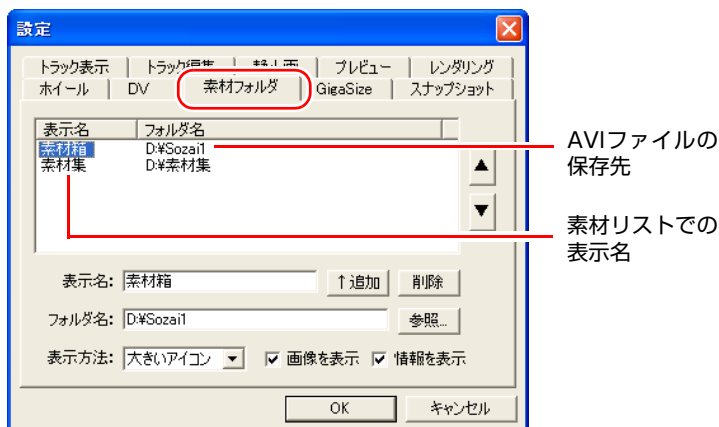 設定
トラック表示 トラック編集 静止画 プレビュー レンダリング
ホイール DV 素材フォルダ GigaSize スナップショット
表示名 フォルダ名
素材箱 D:¥Sozai1
素材集 D:¥素材集
▲
▼
AVIファイルの
保存先
素材リストでの
表示名
表示名: 素材箱 ↑追加 削除
フォルダ名: D:¥Sozai1 参照...
表示方法: 大きいアイコン 画像を表示 情報を表示
OK キャンセル